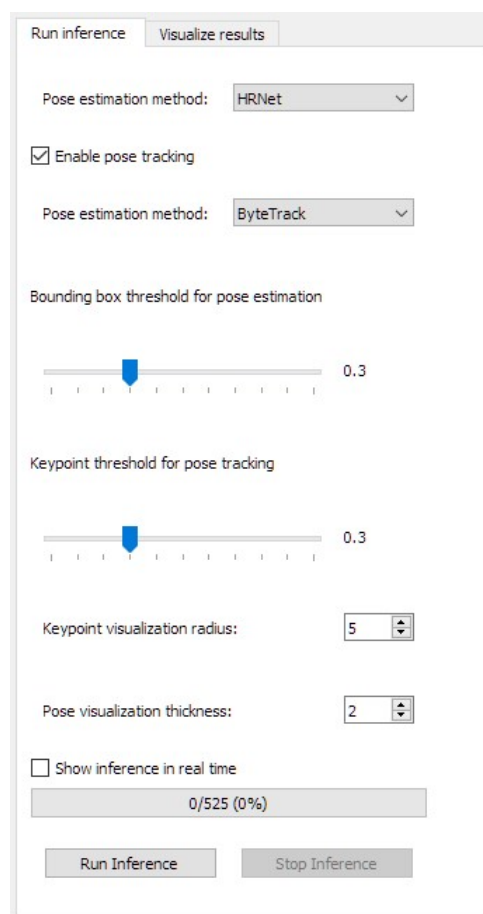 Run inference
Visualize results
Pose estimation method: HRNet
Enable pose tracking
Pose estimation method: ByteTrack
Bounding box threshold for pose estimation
0.3
Keypoint threshold for pose tracking
0.3
Keypoint visualization radius: 5
Pose visualization thickness: 2
Show inference in real time
0/525 (0%)
Run Inference
Stop Inference